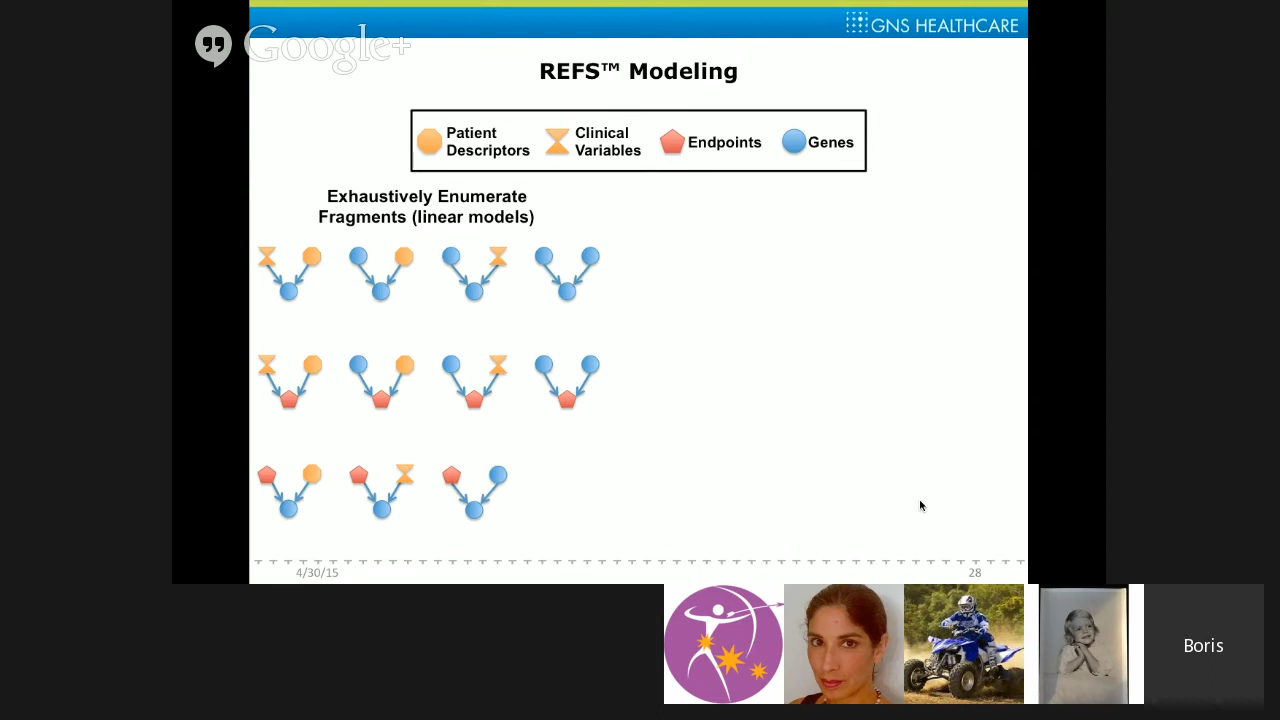 GNS HEALTHCARE
Google+
REFS™ Modeling
Patient
Descriptors
Clinical
Variables
Endpoints
Genes
Exhaustively Enumerate
Fragments (linear models)
4/30/15
28
Boris